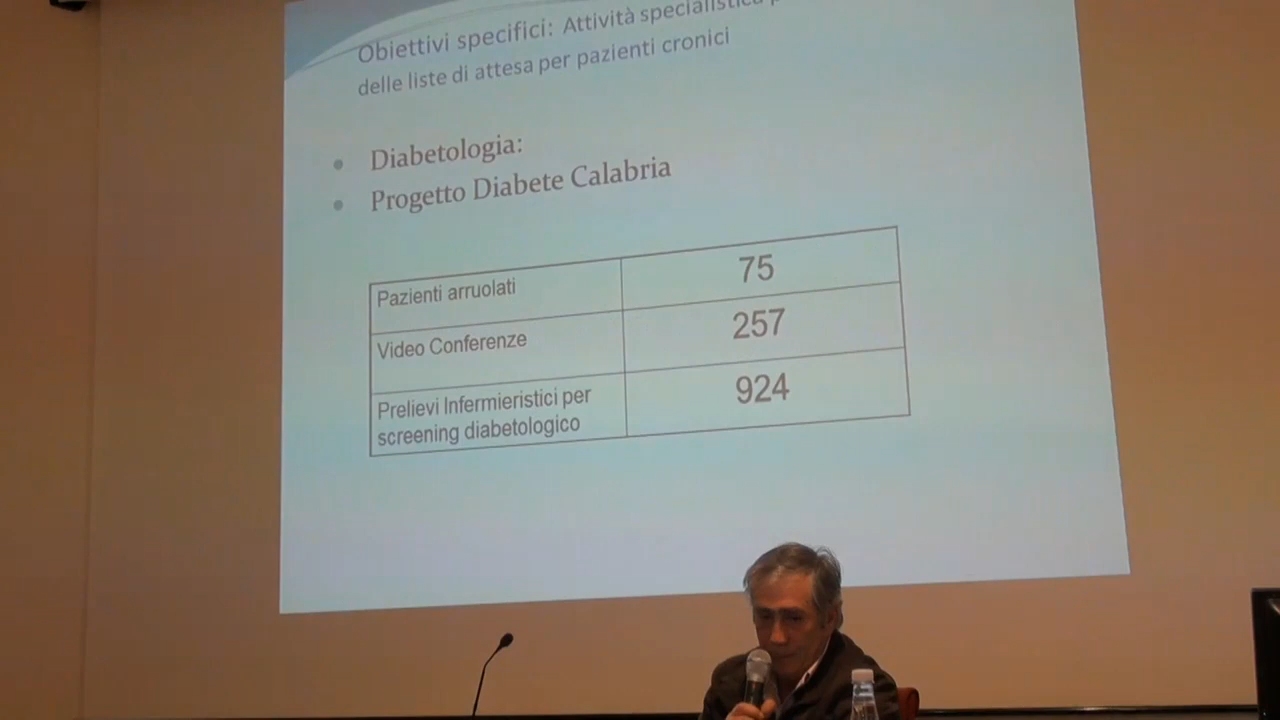 Obiettivi specifici: Attività specialistica
delle liste di attesa per pazienti cronici
Diabetologia:
Progetto Diabete Calabria
Pazienti arruolati 75
Video Conferenze 257
Prelievi Infermieristici per
screening diabetologico 924